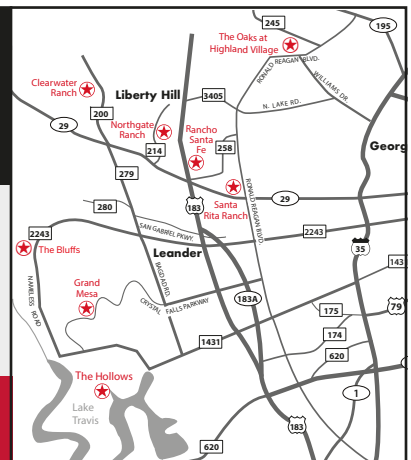 245
195
The Oaks at
Highland Village
RONALD REAGAN BLVD.
WILLIAMS DR
Clearwater
Ranch
Liberty Hill
3405
N. LAKE RD.
200
29
Northgate
Ranch
214
Rancho
Santa
Fe
258
Georg
279
Santa
Rita Ranch
RONALD REAGAN BLVD.
29
280
183
SAN GABRIEL PKWY.
2243
2243
The Bluffs
Leander
35
143
NAMELESS ROAD
Grand
Mesa
BAGDAD RD.
CRYSTAL FALLS PARKWAY
183A
175
79
174
1431
620
The Hollows
Lake
Travis
1
183
620